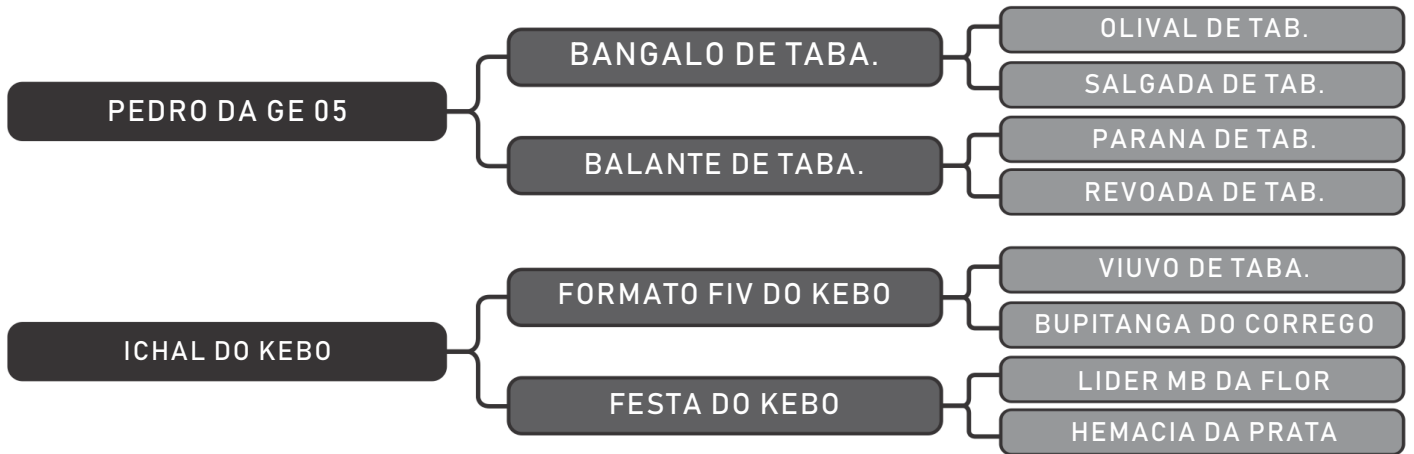 PEDRO DA GE 05
BANGALO DE TABA.
OLIVAL DE TAB.
SALGADA DE TAB.
BALANTE DE TABA.
PARANA DE TAB.
REVOADA DE TAB.
ICHAL DO KEBO
FORMATO FIV DO KEBO
VIUVO DE TABA.
BUPITANGA DO CORREGO
FESTA DO KEBO
LIDER MB DA FLOR
HEMACIA DA PRATA